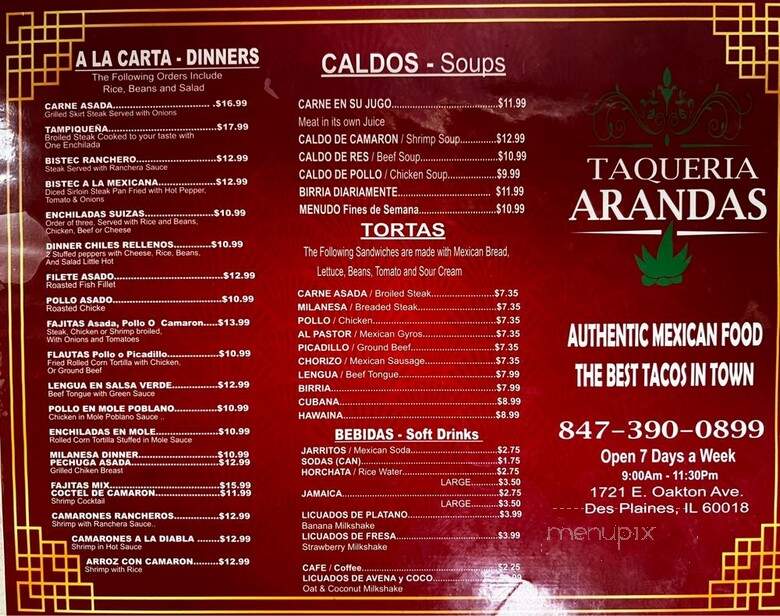 A LA CARTA - DINNERS
The Following Orders Include
Rice, Beans and Salad
CARNE ASADA.......................... .$16.99
Grilled Skirt Steak Served with Onions
TAMPIQUEÑA...........................$17.99
Broiled Steak Cooked to your taste with
One Enchilada
BISTEC RANCHERO...................$12.99
Steak Served with Ranchera Sauce
BISTEC A LA MEXICANA..............$12.99
Diced Sirloin Steak Pan Fried with Hot Pepper,
Tomato & Onions
ENCHILADAS SUIZAS................$10.99
Order of three, Served with Rice and Beans,
Chicken, Beef or Cheese
DINNER CHILES RELLENOS..........$10.99
2 Stuffed peppers with Cheese, Rice, Beans,
And Salad Little Hot
FILETE ASADO..........................$12.99
Roasted Fish Fillet
POLLO ASADO..........................$10.99
Roasted Chicke
FAJITAS Asada, Pollo O Camaron.....$13.99
Steak, Chicken or Shrimp broiled,
With Onions and Tomatoes
FLAUTAS Pollo o Picadillo.............$10.99
Fried Rolled Corn Tortilla with Chicken,
Or Ground Beef
LENGUA EN SALSA VERDE............$12.99
Beef Tongue with Green Sauce
POLLO EN MOLE POBLANO...........$10.99
Chicken in Mole Poblano Sauce ..
ENCHILADAS EN MOLE...............$10.99
Rolled Corn Tortilla Stuffed in Mole Sauce
MILANESA DINNER...................$10.99
PECHUGA ASADA.....................$12.99
Grilled Chiken Breast
FAJITAS MIX..........................$15.99
COCTEL DE CAMARON...............$11.99
Shrimp Cocktail
CAMARONES RANCHEROS...........$12.99
Shrimp with Ranchera Sauce..
CAMARONES A LA DIABLA ........$12.99
Shrimp in Hot Sauce
ARROZ CON CAMARON........$12.99
Shrimp with Rice
CALDOS - Soups
CARNE EN SU JUGO..........................$11.99
Meat in its own Juice
CALDO DE CAMARON / Shrimp Soup.........$12.99
CALDO DE RES / Beef Soup...................$10.99
CALDO DE POLLO / Chicken Soup............$9.99
BIRRIA DIARIAMENTE....................... $11.99
MENUDO Fines de Semana...................$10.99
TORTAS
The Following Sandwiches are made with Mexican Bread,
Lettuce, Beans, Tomato and Sour Cream
CARNE ASADA / Broiled Steak................$7.35
MILANESA / Breaded Steak...................$7.35
POLLO / Chicken..............................$7.35
AL PASTOR / Mexican Gyros..................$7.35
PICADILLO / Ground Beef.....................$7.35
CHORIZO / Mexican Sausage..................$7.35
LENGUA / Beef Tongue........................$7.99
BIRRIA........................................$7.99
CUBANA.......................................$8.99
HAWAINA......................................$8.99
BEBIDAS - Soft Drinks
JARRITOS / Mexican Soda.....................$2.75
SODAS (CAN)..................................$1.75
HORCHATA / Rice Water.......................$2.75
LARGE.......$3.50
JAMAICA......................................$2.75
LARGE.......$3.50
LICUADOS DE PLATANO........................$3.99
Banana Milkshake
LICUADOS DE FRESA...........................$3.99
Strawberry Milkshake
CAFE / Coffee.................................$2.25
LICUADOS DE AVENA y COCO
Oat & Coconut Milkshake
TAQUERIA
ARANDAS
AUTHENTIC MEXICAN FOOD
THE BEST TACOS IN TOWN
847-390-0899
Open 7 Days a Week
9:00Am - 11:30Pm
1721 E. Oakton Ave.
Des Plaines, IL 60018
menupix